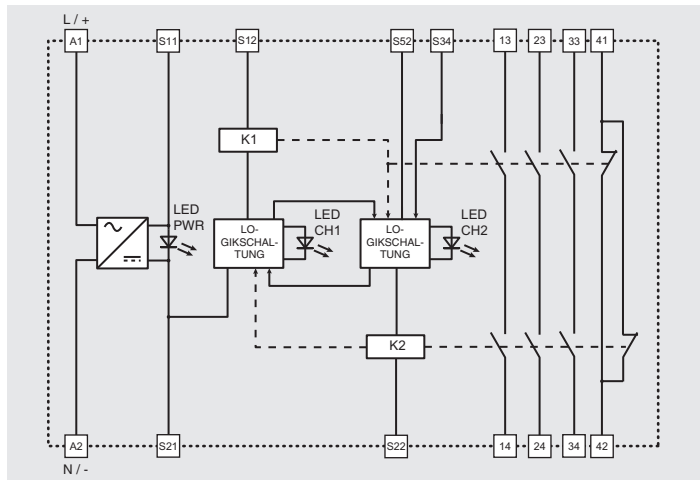 L / +
A1
S11
S12
S52
S34
13
23
33
41
K1
LED
PWR
LO-
GIKSCHAL-
TUNG
LED
CH1
LO-
GIKSCHAL-
TUNG
LED
CH2
K2
A2
S21
S22
14
24
34
42
N / -